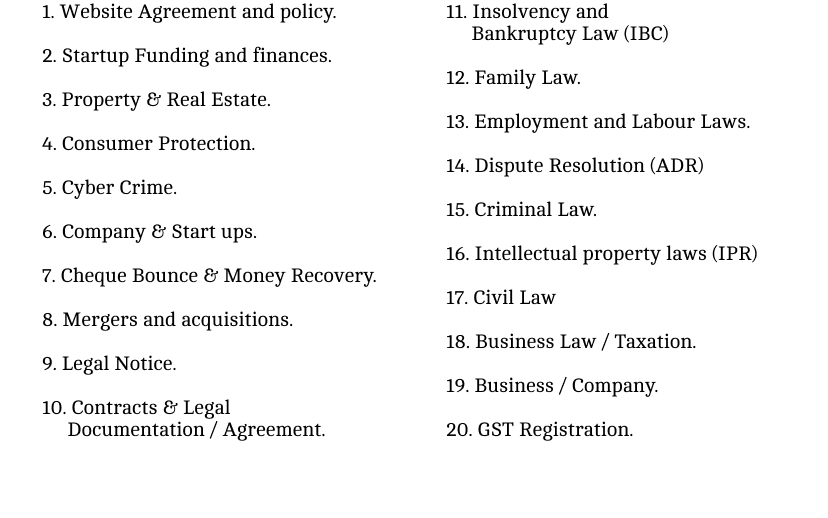 1. Website Agreement and policy.
2. Startup Funding and finances.
3. Property & Real Estate.
4. Consumer Protection.
5. Cyber Crime.
6. Company & Start ups.
7. Cheque Bounce & Money Recovery.
8. Mergers and acquisitions.
9. Legal Notice.
10. Contracts & Legal
Documentation / Agreement.
11. Insolvency and
Bankruptcy Law (IBC)
12. Family Law.
13. Employment and Labour Laws.
14. Dispute Resolution (ADR)
15. Criminal Law.
16. Intellectual property laws (IPR)
17. Civil Law
18. Business Law / Taxation.
19. Business / Company.
20. GST Registration.